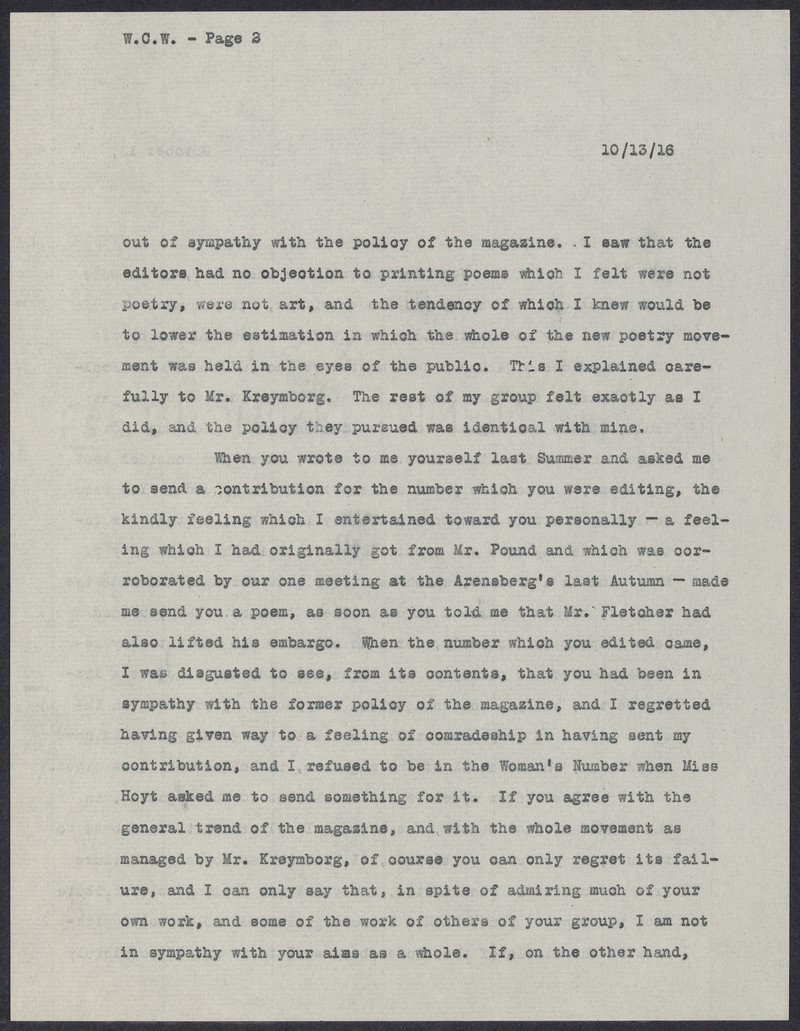 W.C.W. - Page 2
10/13/16
out of sympathy with the policy of the magazine. . I saw that the
editors had no objection to printing poems which I felt were not
poetry, were not art, and the tendency of which I knew would be
to lower the estimation in which the whole of the new poetry move-
ment was held in the eyes of the public. This I explained care-
fully to Mr. Kreymborg. The rest of my group felt exactly as I
did, and the policy they pursued was identical with mine.
When you wrote to me yourself last Summer and asked me
to send a contribution for the number which you were editing, the
kindly feeling which I entertained toward you personally — a feel-
ing which I had originally got from Mr. Pound and which was cor-
roborated by our one meeting at the Arensberg's last Autumn — made
me send you a poem, as soon as you told me that Mr. Fletcher had
also lifted his embargo. When the number which you edited came,
I was disgusted to see, from its contents, that you had been in
sympathy with the former policy of the magazine, and I regretted
having given way to a feeling of comradeship in having sent my
contribution, and I refused to be in the Woman's Number when Miss
Hoyt asked me to send something for it. If you agree with the
general trend of the magazine, and with the whole movement as
managed by Mr. Kreymborg, of course you can only regret its fail-
ure, and I can only say that, in spite of admiring much of your
own work, and some of the work of others of your group, I am not
in sympathy with your aims as a whole. If, on the other hand,